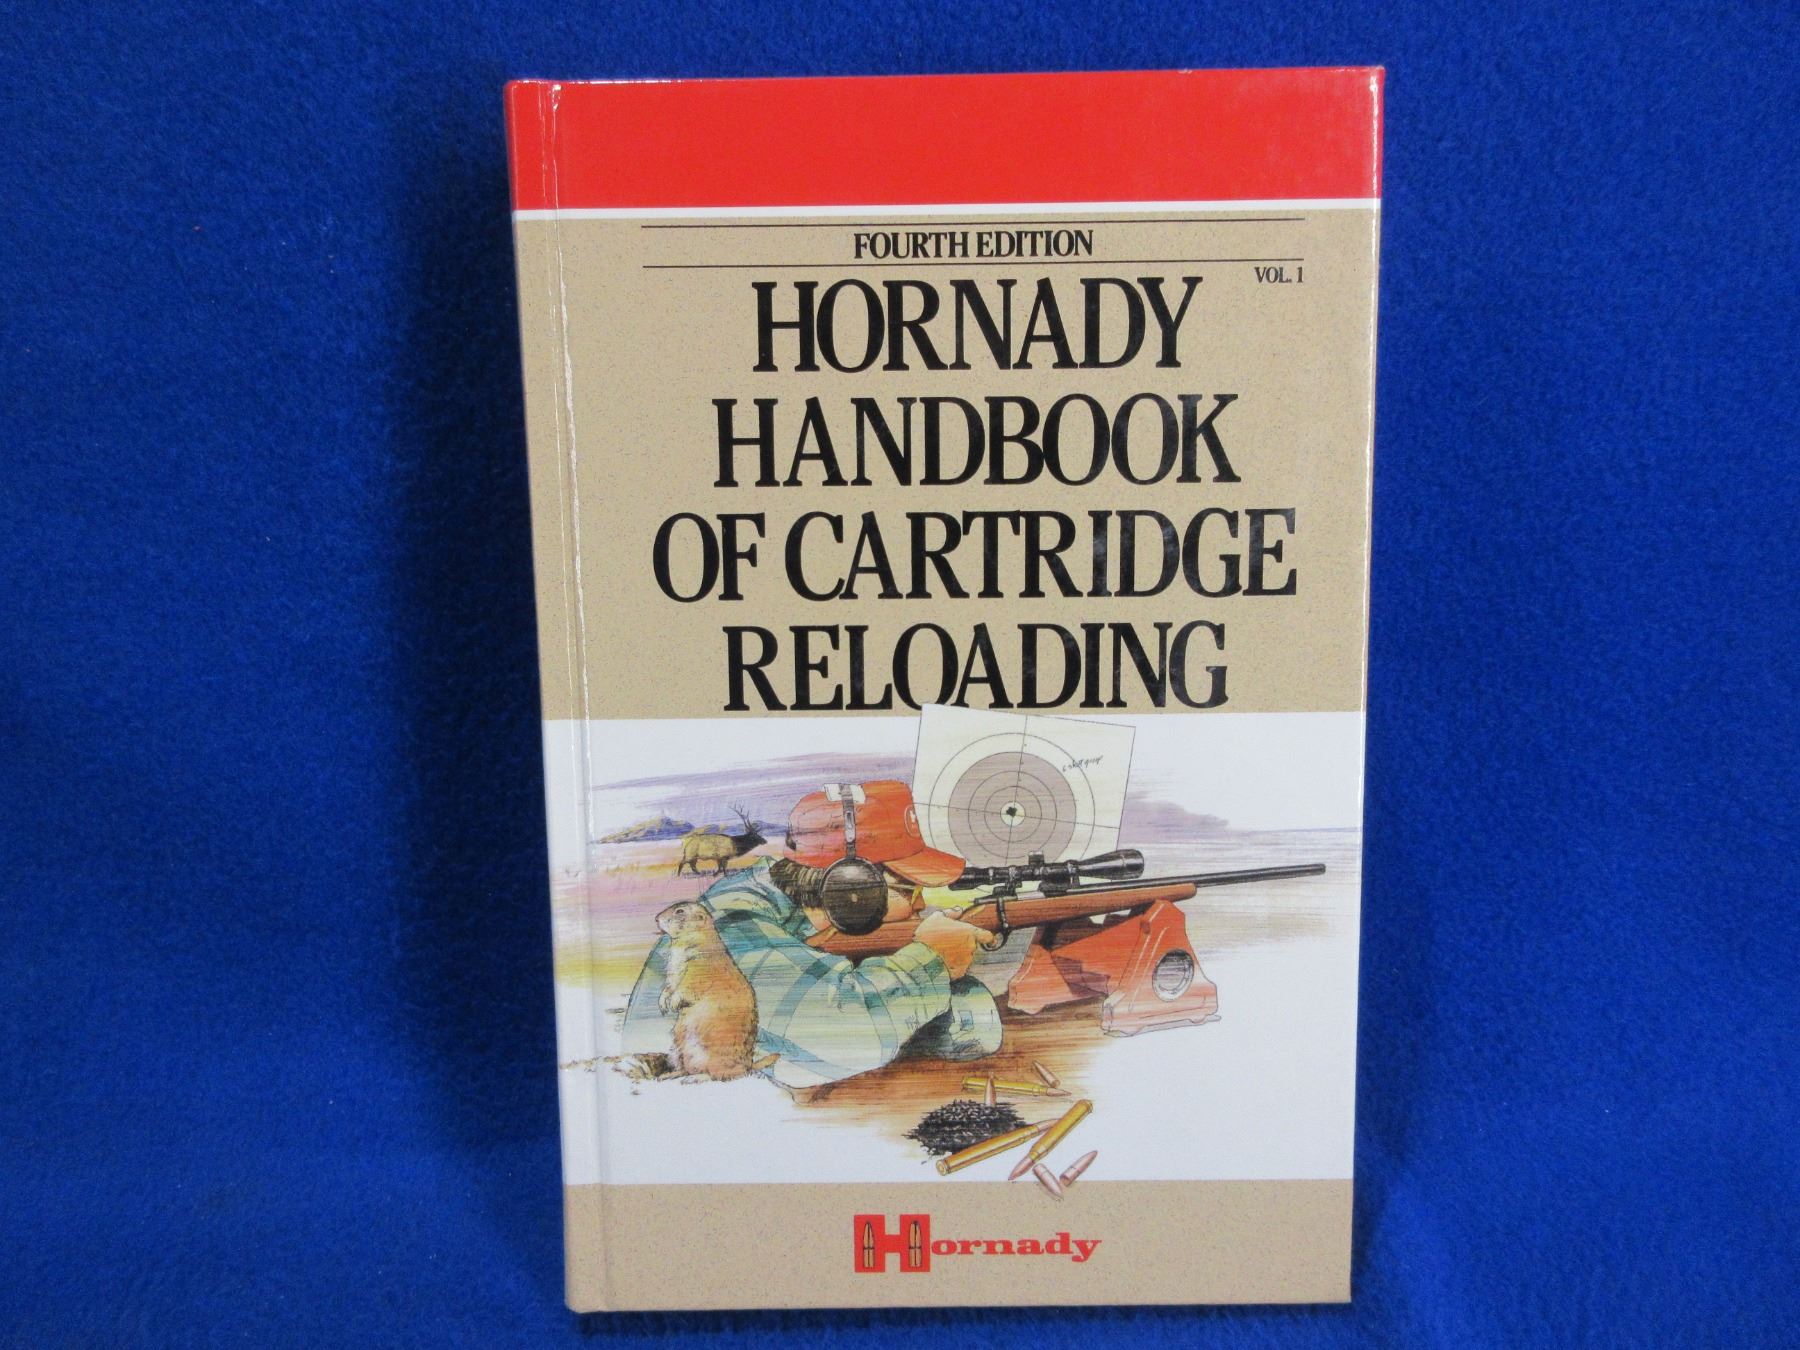 FOURTH EDITION
VOL. 1
HORNADY
HANDBOOK
OF CARTRIDGE
RELOADING
Hornady